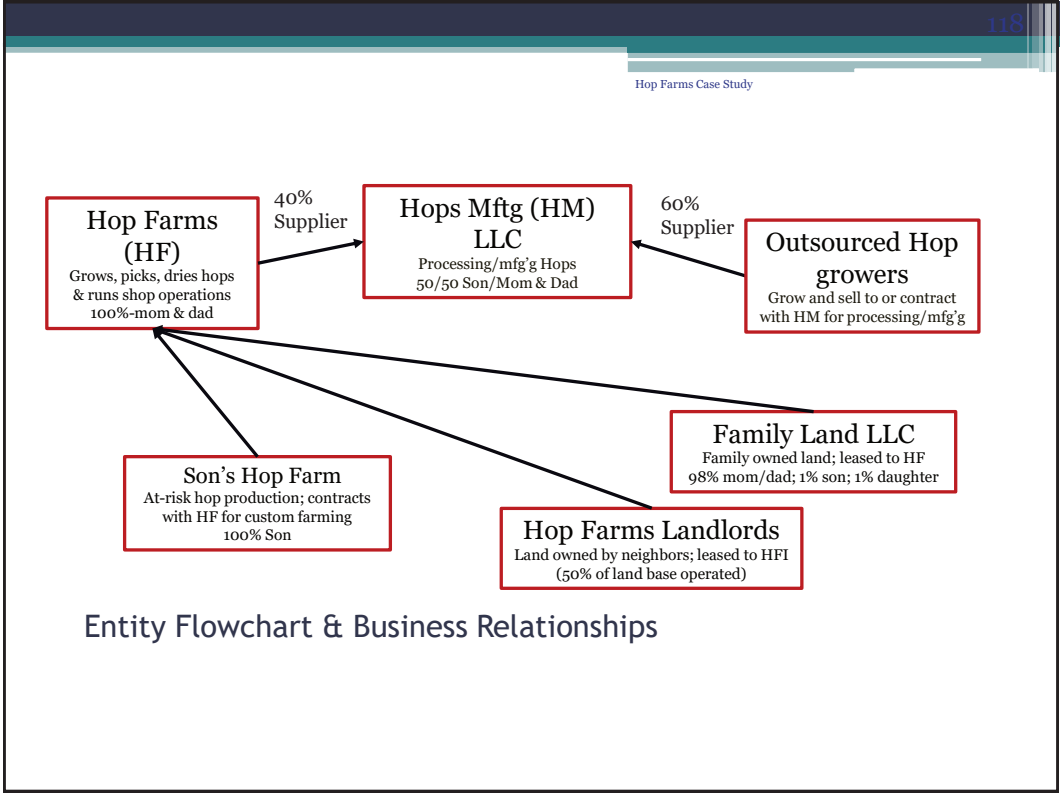 118
Hop Farms Case Study
Hop Farms
(HF)
Grows, picks, dries hops
& runs shop operations
100%-mom & dad
40%
Supplier
Hops Mftg (HM)
LLC
Processing/mfg’g Hops
50/50 Son/Mom & Dad
60%
Supplier
Outsourced Hop
growers
Grow and sell to or contract
with HM for processing/mfg’g
Family Land LLC
Family owned land; leased to HF
98% mom/dad; 1% son; 1% daughter
Son’s Hop Farm
At-risk hop production; contracts
with HF for custom farming
100% Son
Hop Farms Landlords
Land owned by neighbors; leased to HFI
(50% of land base operated)
Entity Flowchart & Business Relationships